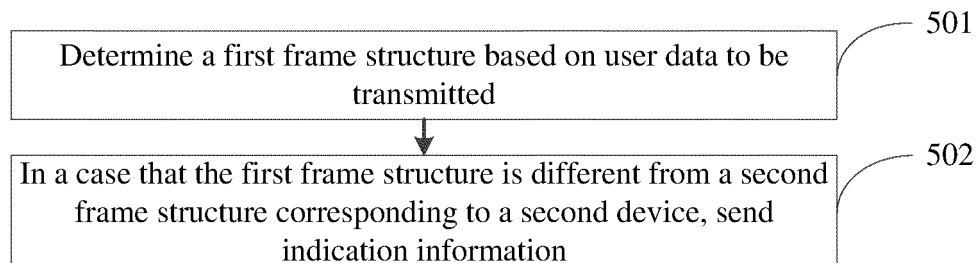 501
Determine a first frame structure based on user data to be
transmitted
502
In a case that the first frame structure is different from a second
frame structure corresponding to a second device, send
indication information